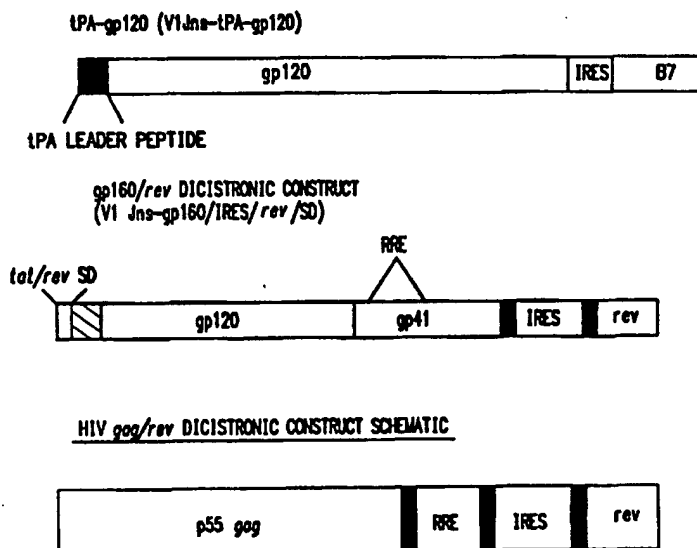 tPA-gp120 (V1Jns-tPA-gp120)
gp120 IRES B7
tPA LEADER PEPTIDE
gp160/rev DICISTRONIC CONSTRUCT
(V1 Jns-gp160/IRES/rev/SD)
RRE
tat/rev SD
gp120 gp41 IRES rev
HIV gag/rev DICISTRONIC CONSTRUCT SCHEMATIC
p55 gag RRE IRES rev